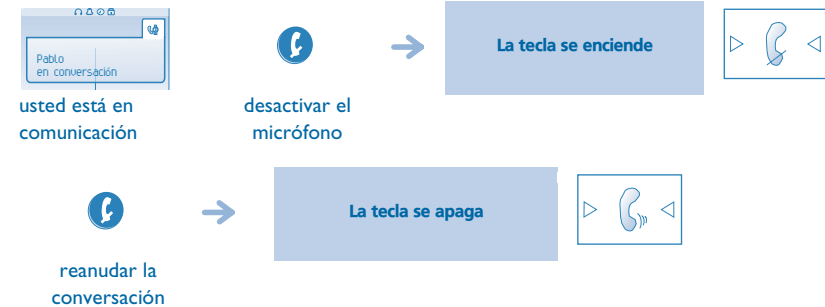 Pablo
en conversación
usted está en
comunicación
desactivar el
micrófono
La tecla se enciende
reanudar la
conversación
La tecla se apaga